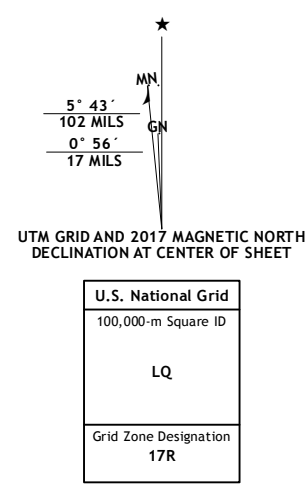 ★
MN
5° 43´
102 MILS
GN
0° 56´
17 MILS
UTM GRID AND 2017 MAGNETIC NORTH
DECLINATION AT CENTER OF SHEET
U.S. National Grid
100,000-m Square ID
LQ
Grid Zone Designation
17R